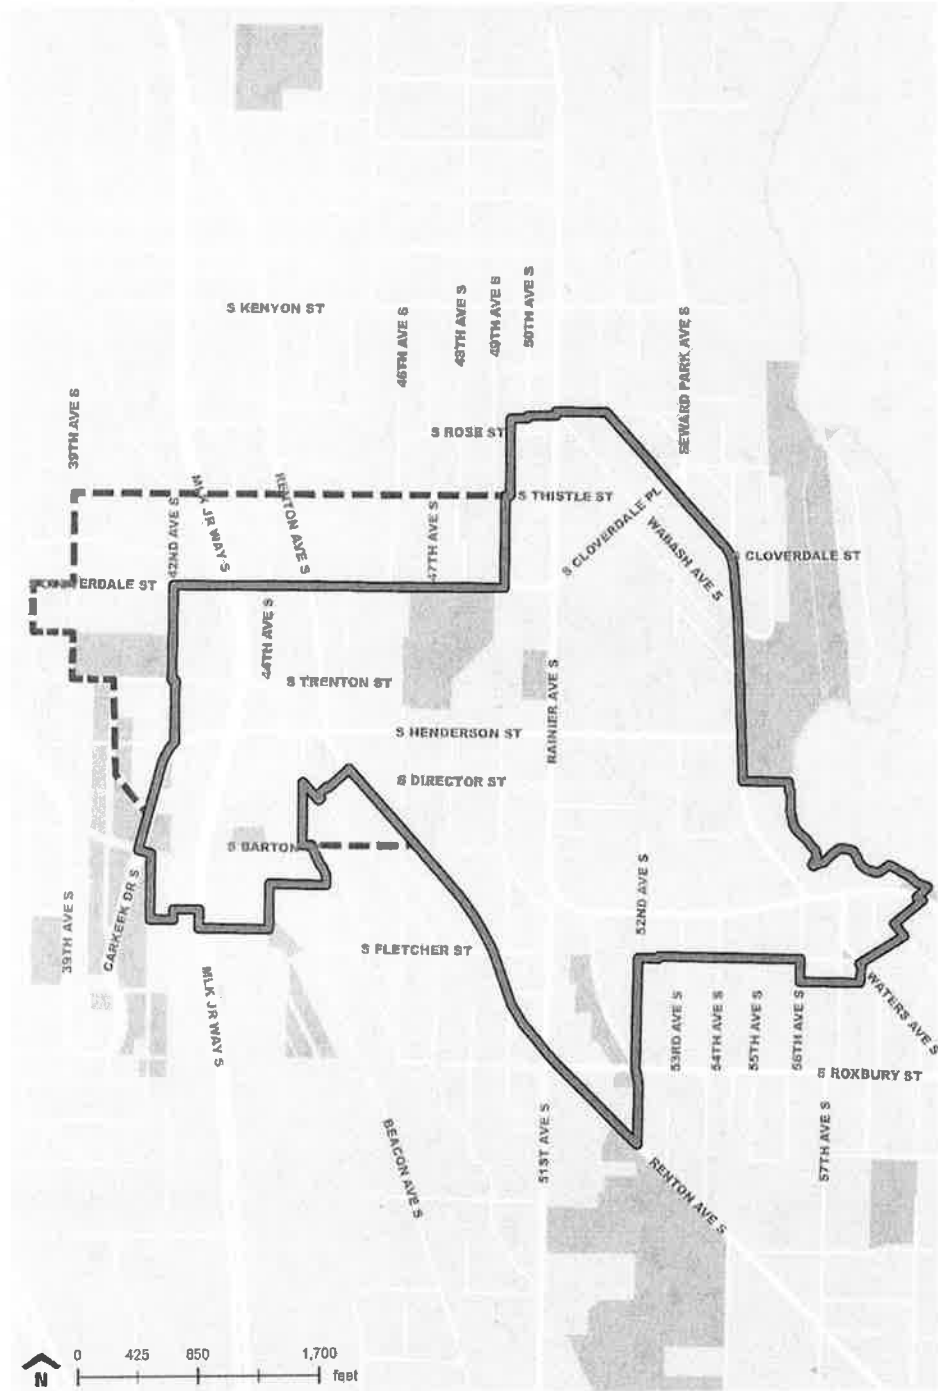 S KENYON ST
39TH AVE S
46TH AVE S
48TH AVE S
49TH AVE S
50TH AVE S
SEWARD PARK AVE S
S ROSE ST
S THISTLE ST
42ND AVE S
MLK JR WAY S
RENTON AVE S
47TH AVE S
S CLOVERDALE PL
WABASH AVE S
S CLOVERDALE ST
ERDALE ST
44TH AVE S
S TRENTON ST
RAINIER AVE S
S HENDERSON ST
S DIRECTOR ST
S BARTON
39TH AVE S
CARKEEK DR S
52ND AVE S
S FLETCHER ST
MLK JR WAY S
53RD AVE S
54TH AVE S
55TH AVE S
56TH AVE S
WATERS AVE S
S ROXBURY ST
BEACON AVE S
51ST AVE S
RENTON AVE S
57TH AVE S
N
0 425 850 1,700
feet